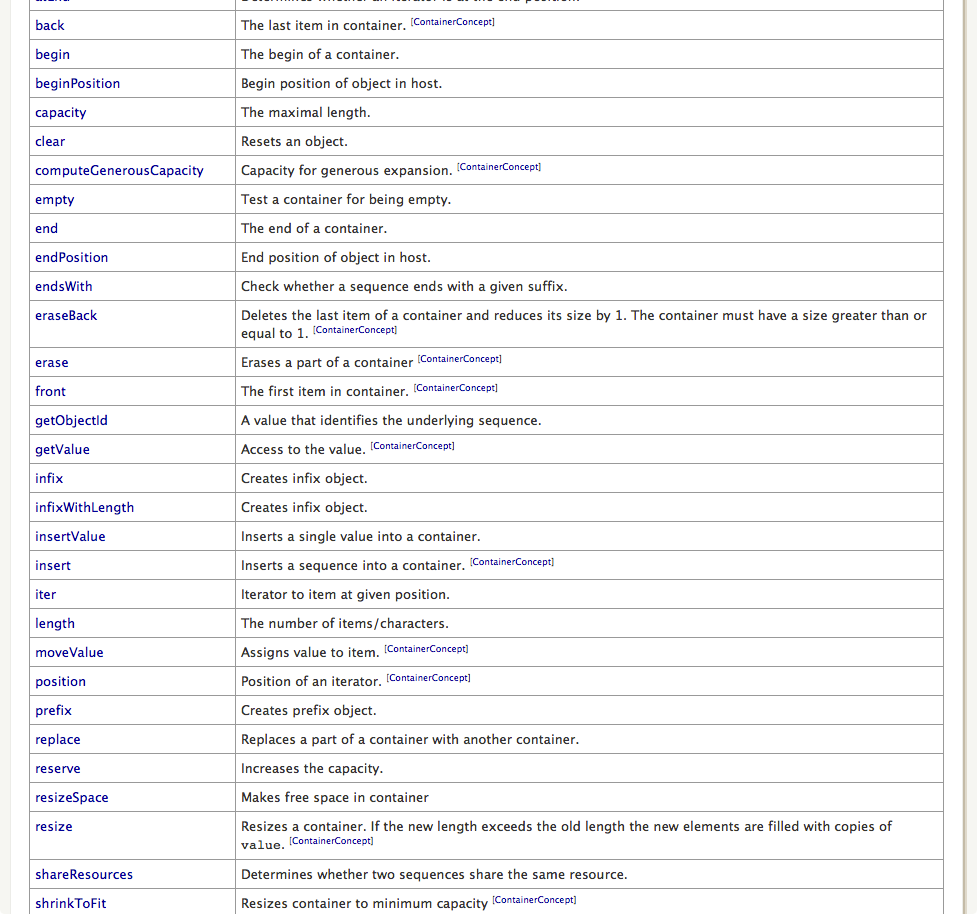 back The last item in container. [ContainerConcept]
begin The begin of a container.
beginPosition Begin position of object in host.
capacity The maximal length.
clear Resets an object.
computeGenerousCapacity Capacity for generous expansion. [ContainerConcept]
empty Test a container for being empty.
end The end of a container.
endPosition End position of object in host.
endsWith Check whether a sequence ends with a given suffix.
eraseBack Deletes the last item of a container and reduces its size by 1. The container must have a size greater than or
equal to 1. [ContainerConcept]
erase Erases a part of a container [ContainerConcept]
front The first item in container. [ContainerConcept]
getObjectId A value that identifies the underlying sequence.
getValue Access to the value. [ContainerConcept]
infix Creates infix object.
infixWithLength Creates infix object.
insertValue Inserts a single value into a container.
insert Inserts a sequence into a container. [ContainerConcept]
iter Iterator to item at given position.
length The number of items/characters.
moveValue Assigns value to item. [ContainerConcept]
position Position of an iterator. [ContainerConcept]
prefix Creates prefix object.
replace Replaces a part of a container with another container.
reserve Increases the capacity.
resizeSpace Makes free space in container
resize Resizes a container. If the new length exceeds the old length the new elements are filled with copies of
value. [ContainerConcept]
shareResources Determines whether two sequences share the same resource.
shrinkToFit Resizes container to minimum capacity [ContainerConcept]